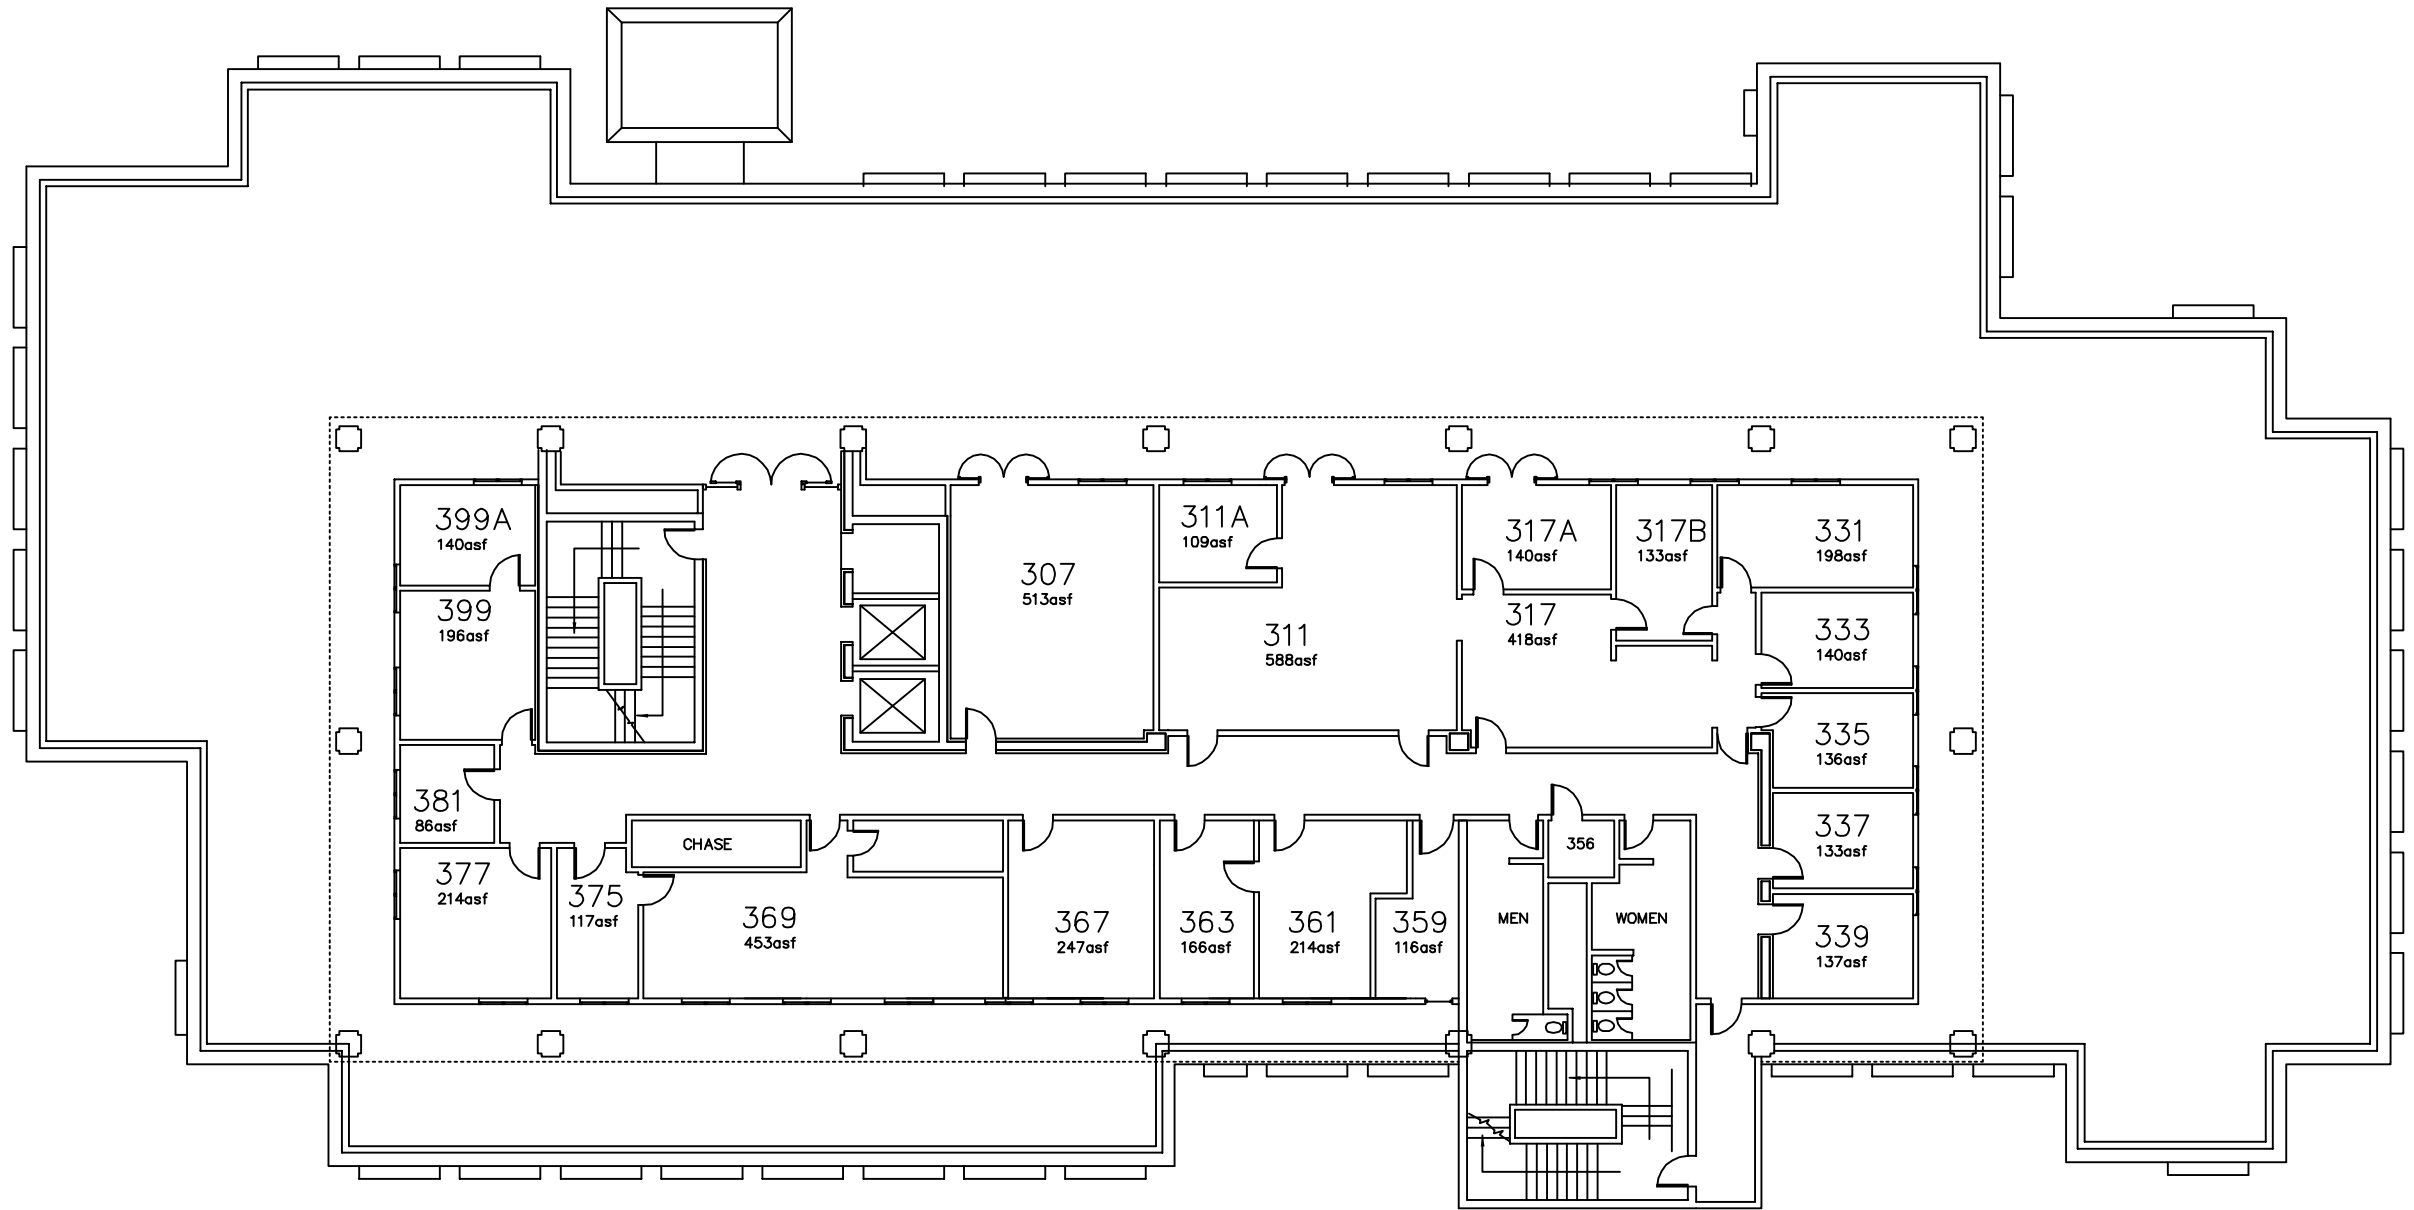 399A
140asf
399
196asf
381
86asf
377
214asf
375
117asf
CHASE
369
453asf
307
513asf
311A
109asf
311
588asf
317A
140asf
317B
133asf
317
418asf
331
198asf
333
140asf
335
136asf
337
133asf
339
137asf
367
247asf
363
166asf
361
214asf
359
116asf
MEN
356
WOMEN